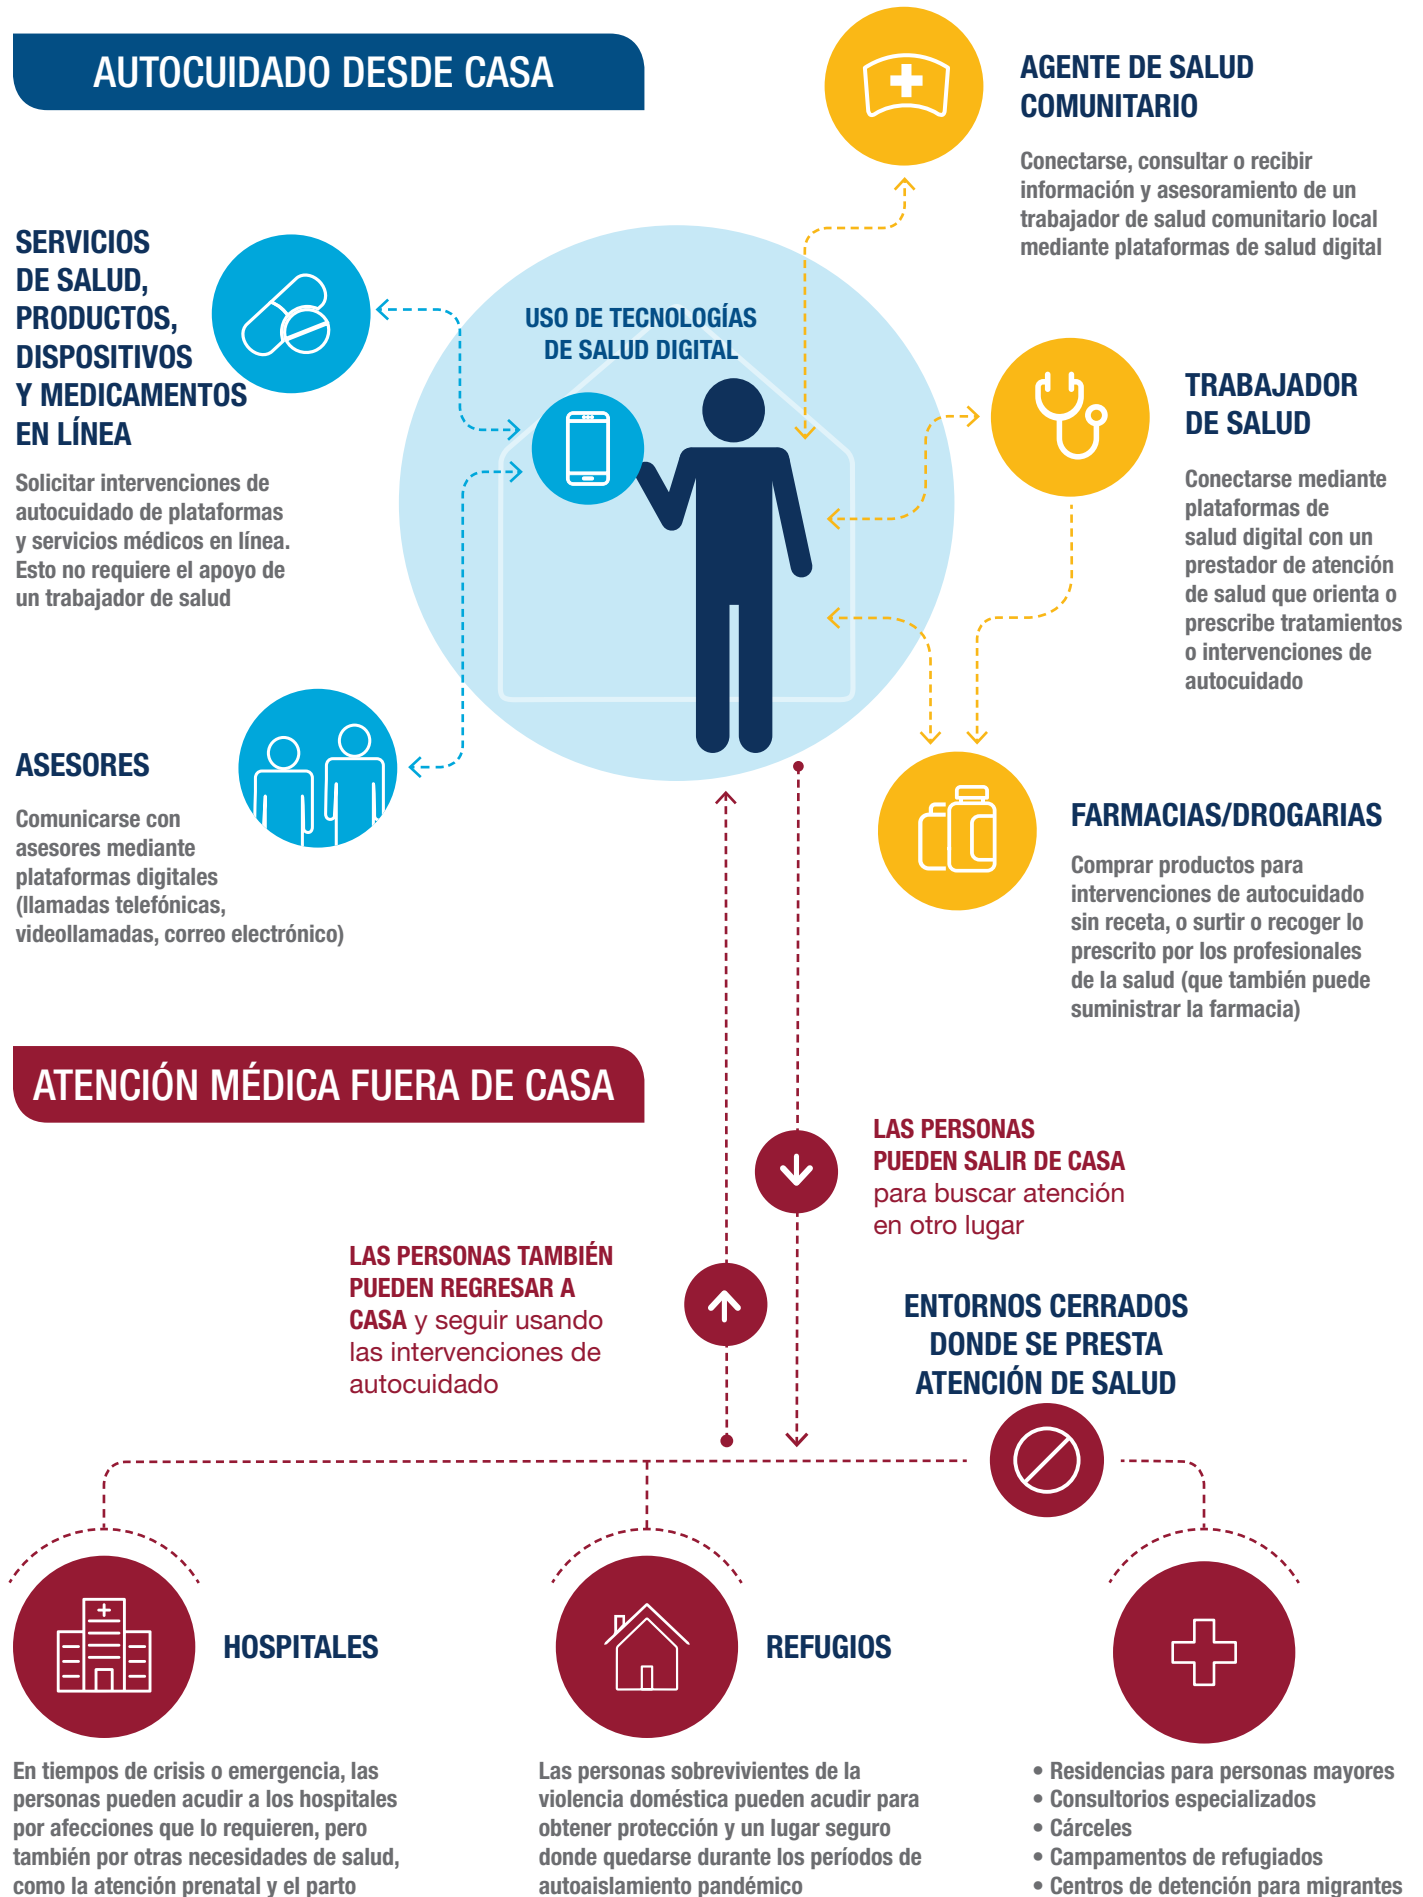 AUTOCUIDADO DESDE CASA
AGENTE DE SALUD
COMUNITARIO
Conectarse, consultar o recibir
información y asesoramiento de un
trabajador de salud comunitario local
mediante plataformas de salud digital
SERVICIOS
DE SALUD,
PRODUCTOS,
DISPOSITIVOS
Y MEDICAMENTOS
EN LÍNEA
Solicitar intervenciones de
autocuidado de plataformas
y servicios médicos en línea.
Esto no requiere el apoyo de
un trabajador de salud
USO DE TECNOLOGÍAS
DE SALUD DIGITAL
TRABAJADOR
DE SALUD
Conectarse mediante
plataformas de
salud digital con un
prestador de atención
de salud que orienta o
prescribe tratamientos
o intervenciones de
autocuidado
ASESORES
Comunicarse con
asesores mediante
plataformas digitales
(llamadas telefónicas,
videollamadas, correo electrónico)
FARMACIAS/DROGARIAS
Comprar productos para
intervenciones de autocuidado
sin receta, o surtir o recoger lo
prescrito por los profesionales
de la salud (que también puede
suministrar la farmacia)
ATENCIÓN MÉDICA FUERA DE CASA
LAS PERSONAS
PUEDEN SALIR DE CASA
para buscar atención
en otro lugar
LAS PERSONAS TAMBIÉN
PUEDEN REGRESAR A
CASA y seguir usando
las intervenciones de
autocuidado
ENTORNOS CERRADOS
DONDE SE PRESTA
ATENCIÓN DE SALUD
HOSPITALES
En tiempos de crisis o emergencia, las
personas pueden acudir a los hospitales
por afecciones que lo requieren, pero
también por otras necesidades de salud,
como la atención prenatal y el parto
REFUGIOS
Las personas sobrevivientes de la
violencia doméstica pueden acudir para
obtener protección y un lugar seguro
donde quedarse durante los períodos de
autoaislamiento pandémico
• Residencias para personas mayores
• Consultorios especializados
• Cárceles
• Campamentos de refugiados
• Centros de detención para migrantes